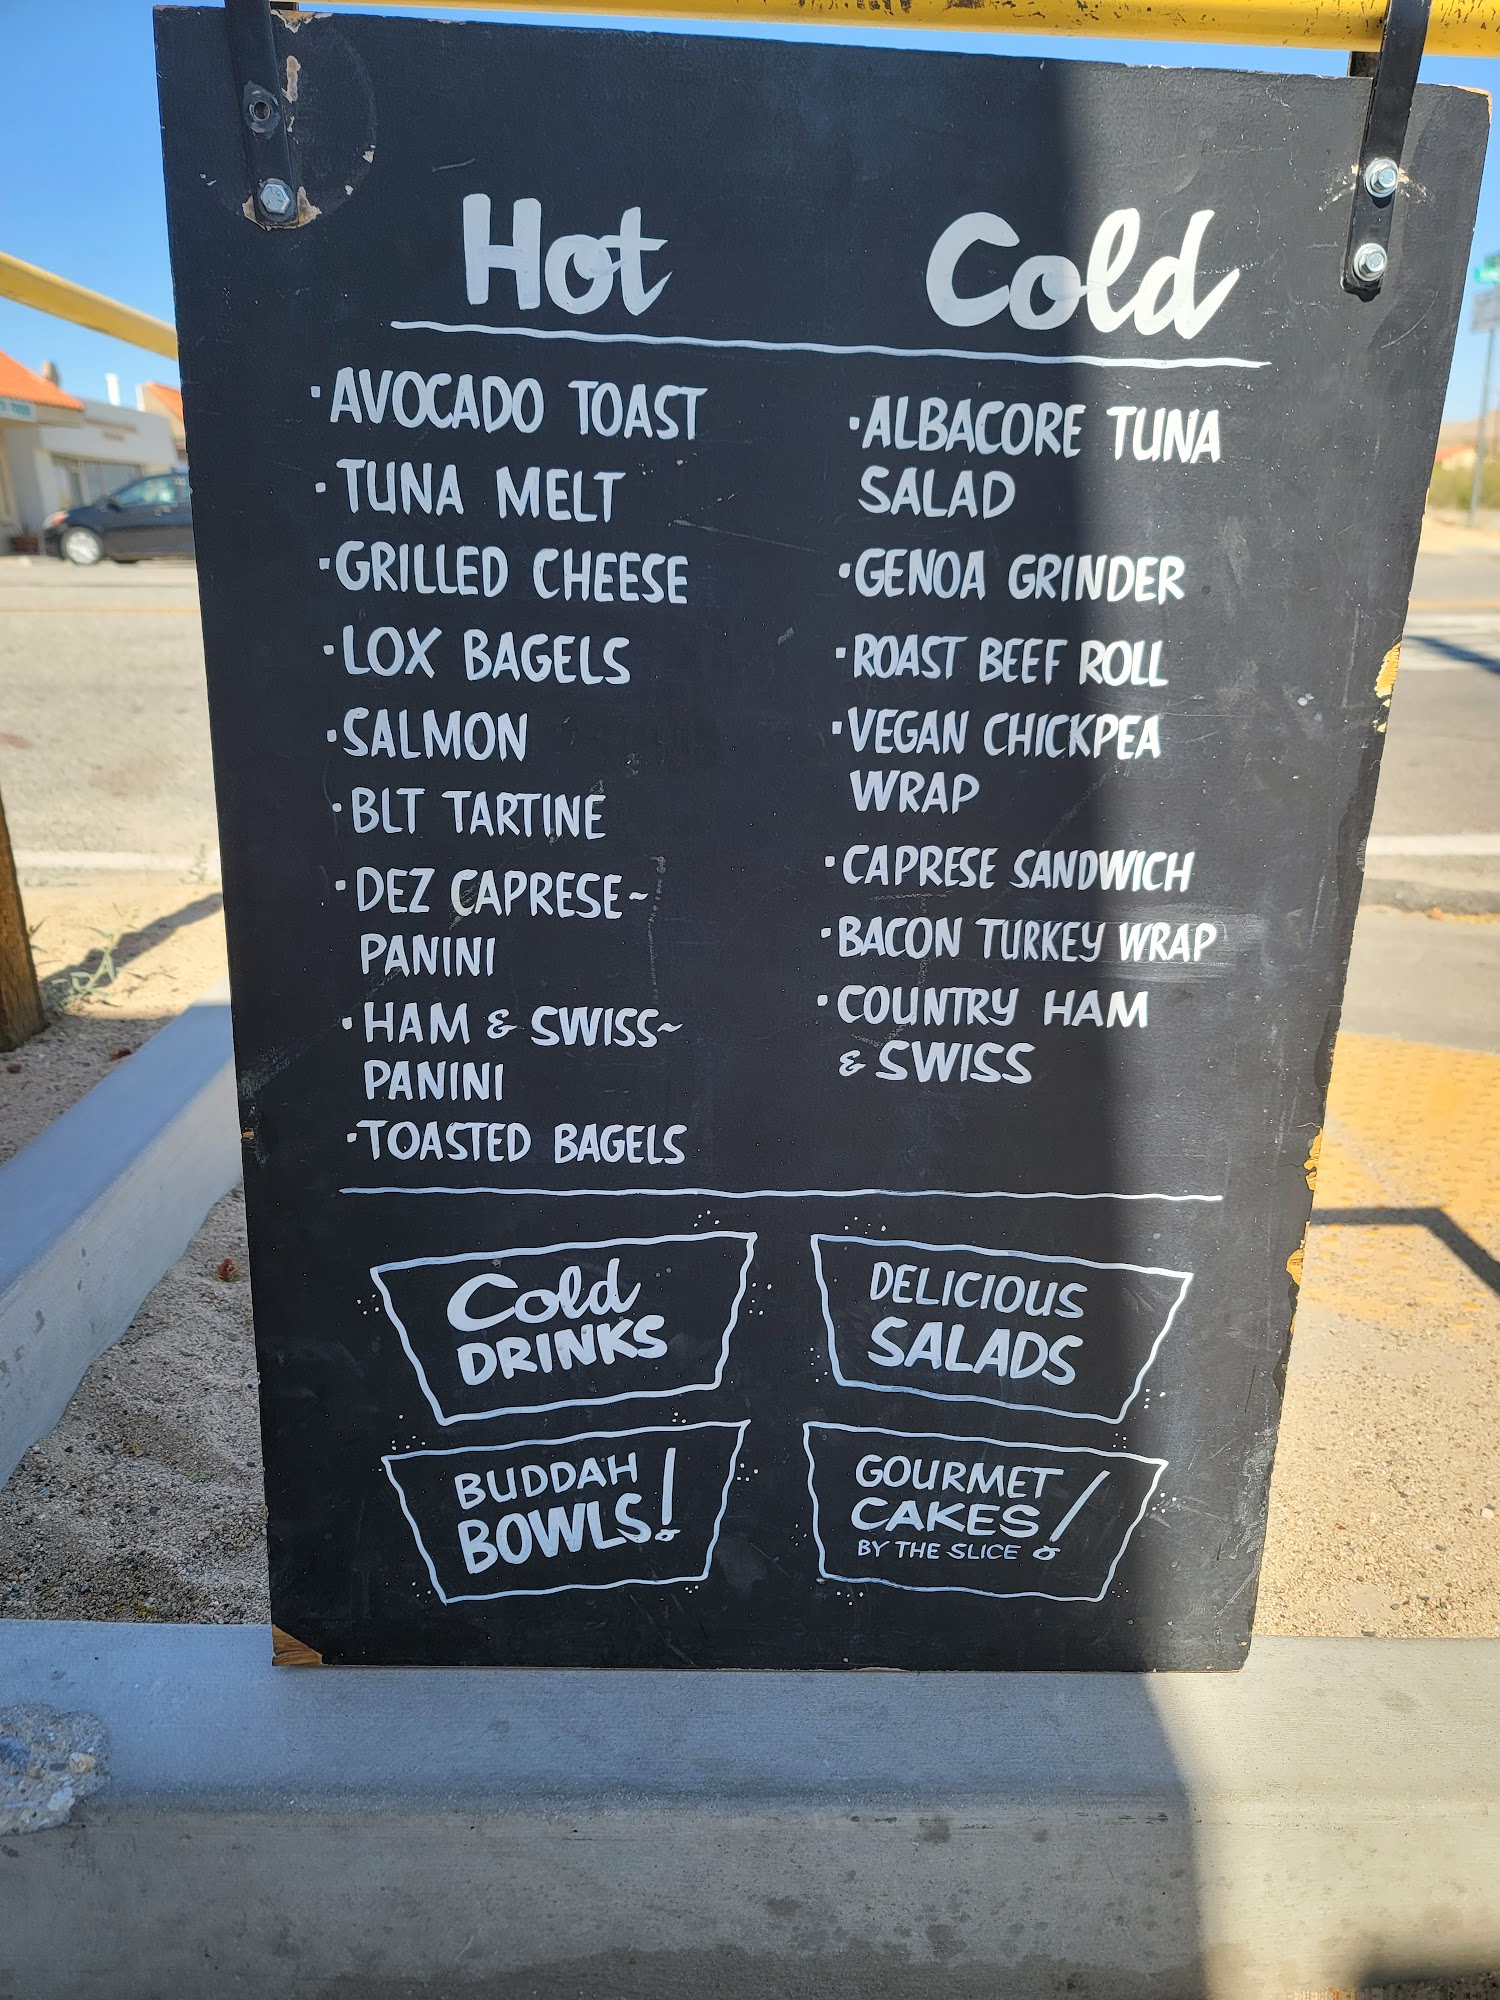 Hot
· AVOCADO TOAST
· TUNA MELT
· GRILLED CHEESE
· LOX BAGELS
· SALMON
· BLT TARTINE
· DEZ CAPRESE~
PANINI
· HAM & SWISS~
PANINI
· TOASTED BAGELS
Cold
· ALBACORE TUNA
SALAD
· GENOA GRINDER
· ROAST BEEF ROLL
· VEGAN CHICKPEA
WRAP
· CAPRESE SANDWICH
· BACON TURKEY WRAP
· COUNTRY HAM
& SWISS
Cold
DRINKS
DELICIOUS
SALADS
BUDDAH
BOWLS!
GOURMET
CAKES!
BY THE SLICE